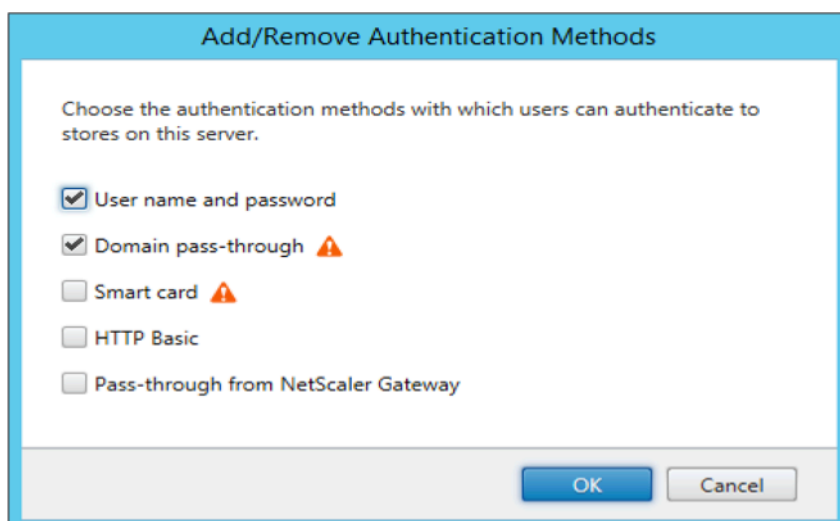 Add/Remove Authentication Methods
Choose the authentication methods with which users can authenticate to
stores on this server.
User name and password
Domain pass-through
Smart card
HTTP Basic
Pass-through from NetScaler Gateway
OK
Cancel